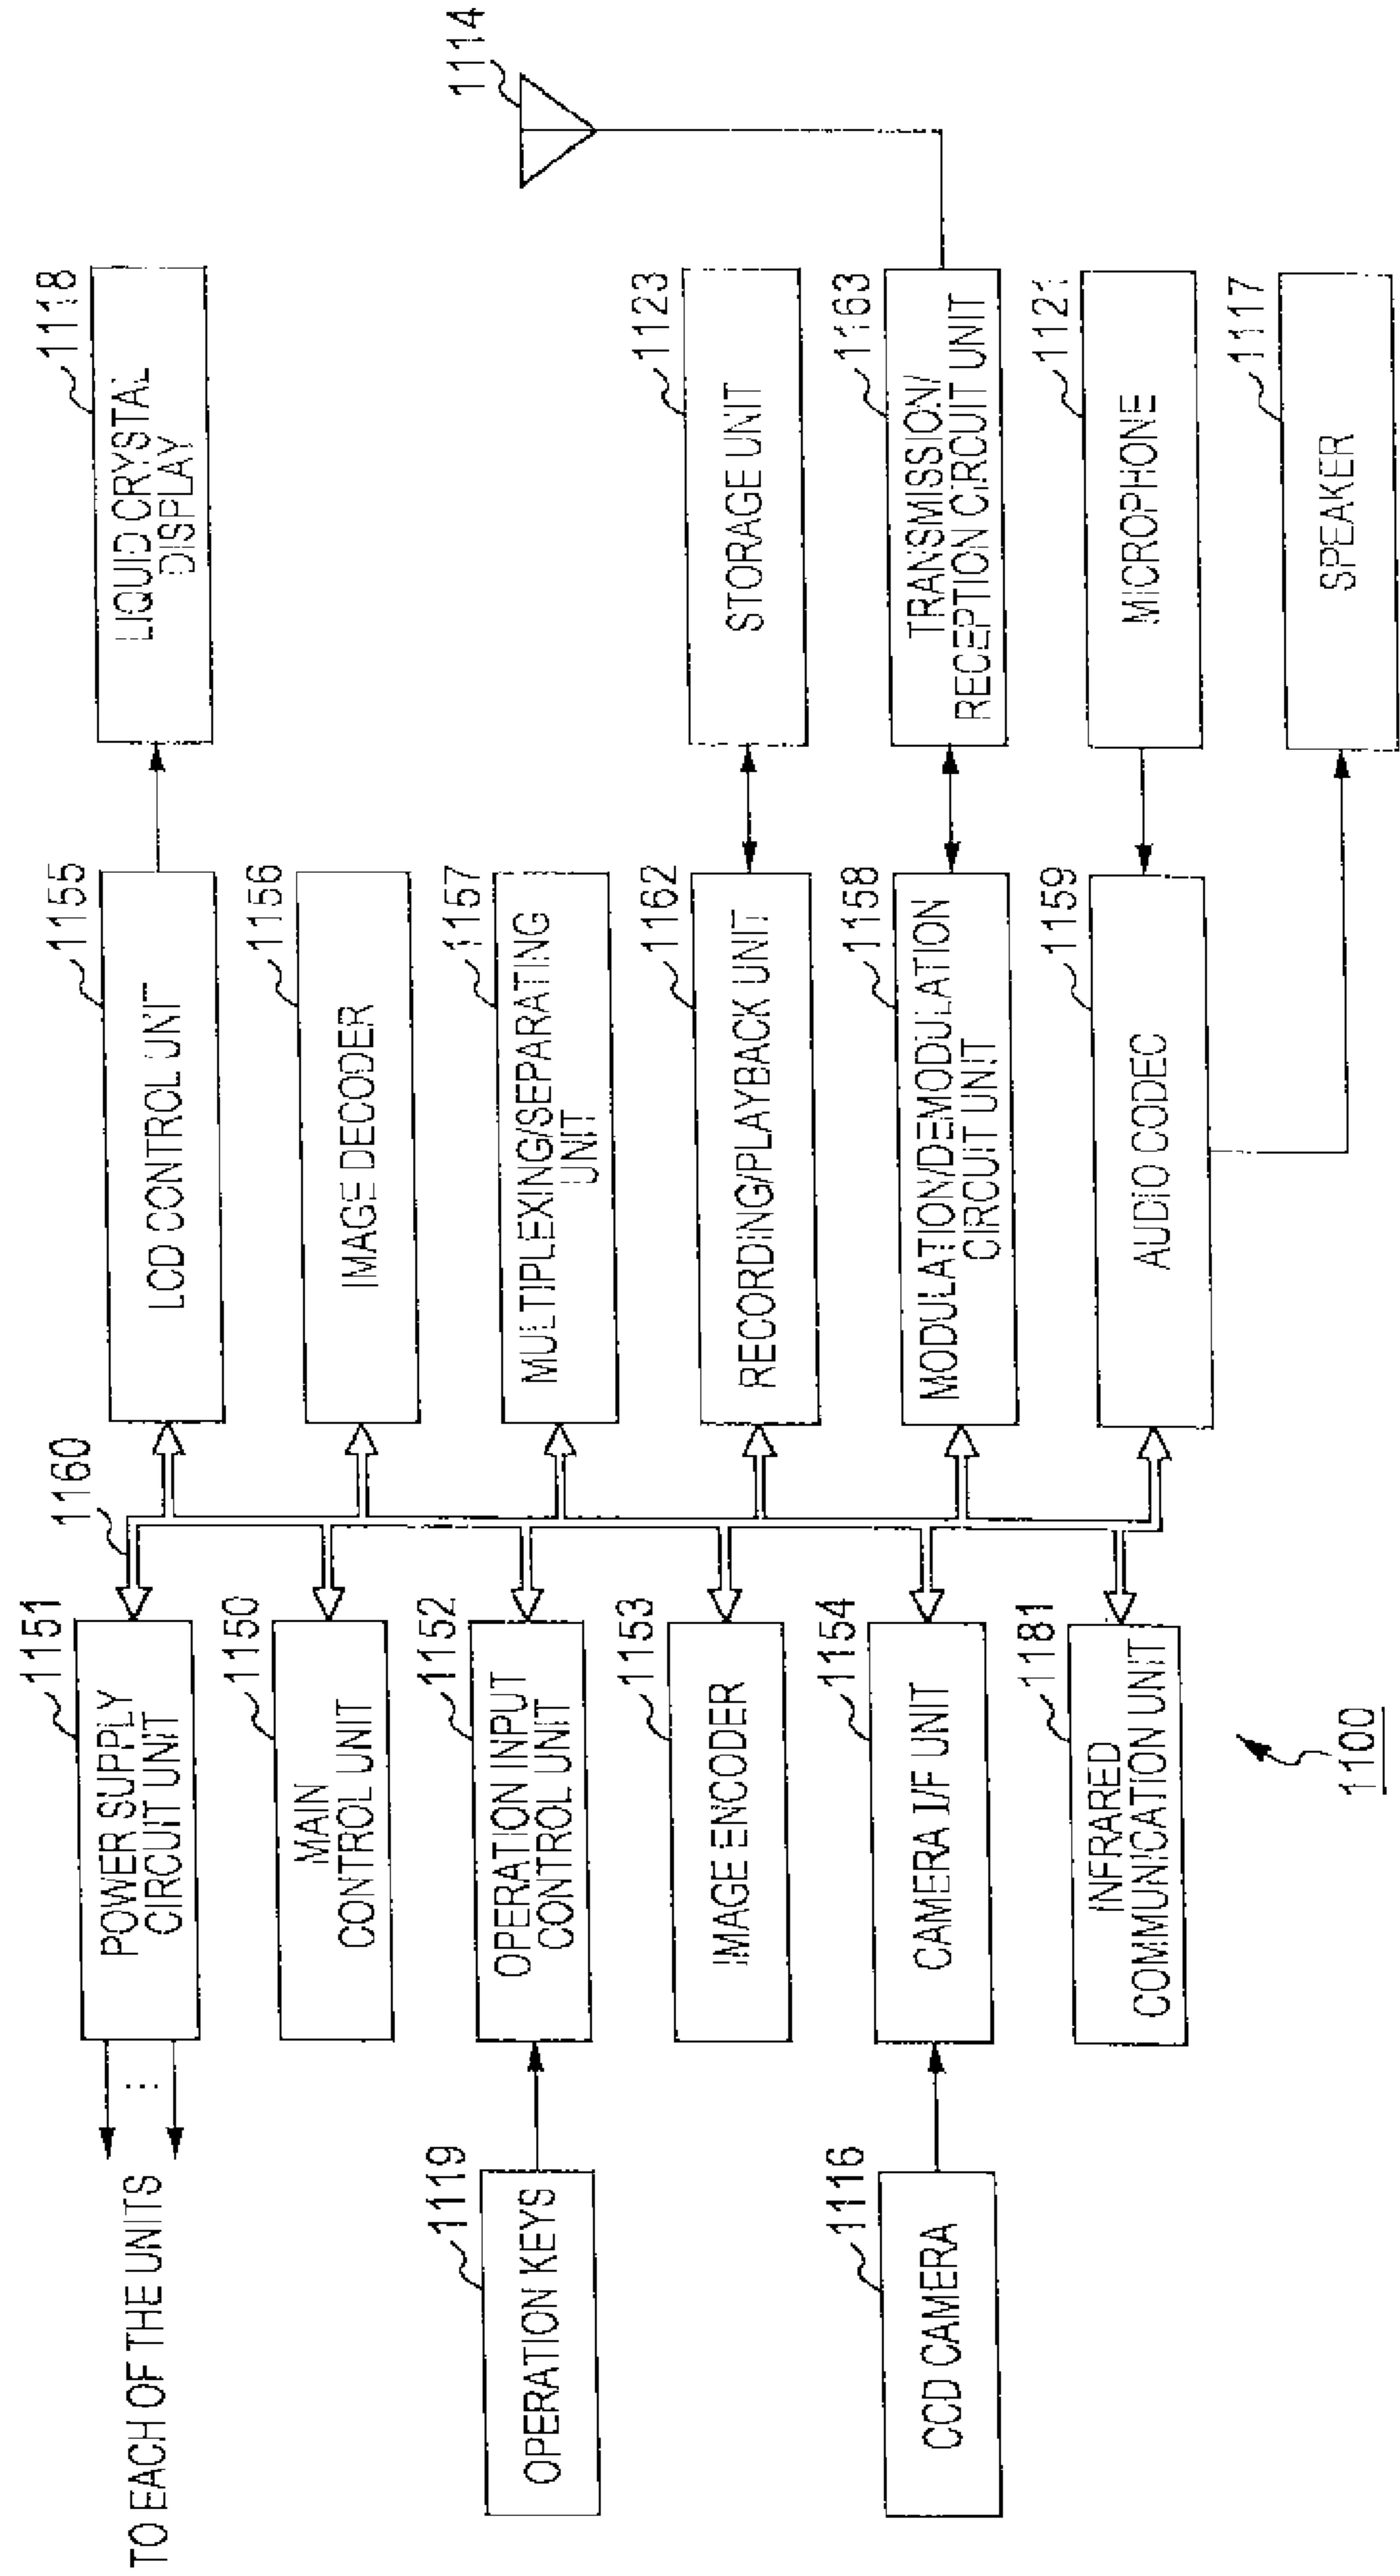 1160
TO EACH OF THE UNITS
1151
POWER SUPPLY
CIRCUIT UNIT
1155
LCD CONTROL UNIT
1118
LIQUID CRYSTAL
DISPLAY
1150
MAIN
CONTROL UNIT
1156
IMAGE DECODER
1119
OPERATION KEYS
1152
OPERATION INPUT
CONTROL UNIT
1157
MULTIPLEXING/SEPARATING
UNIT
1114
1153
IMAGE ENCODER
1162
RECORDING/PLAYBACK UNIT
1123
STORAGE UNIT
1116
CCD CAMERA
1154
CAMERA I/F UNIT
1158
MODULATION/DEMODULATION
CIRCUIT UNIT
1163
TRANSMISSION/
RECEPTION CIRCUIT UNIT
1181
INFRARED
COMMUNICATION UNIT
1159
AUDIO CODEC
1121
MICROPHONE
1117
SPEAKER
1100